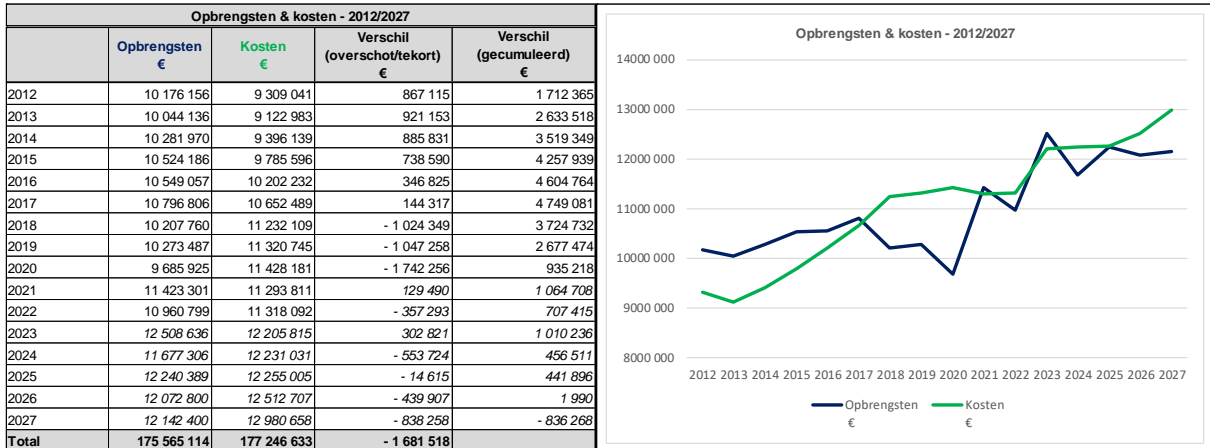 Opbrengsten & kosten - 2012/2027
Opbrengsten € Kosten € Verschil (overschot/tekort) € Verschil (gecumuleerd) €
2012 10 176 156 9 309 041 867 115 1 712 365
2013 10 044 136 9 122 983 921 153 2 633 518
2014 10 281 970 9 396 139 885 831 3 519 349
2015 10 524 186 9 785 596 738 590 4 257 939
2016 10 549 057 10 202 232 346 825 4 604 764
2017 10 796 806 10 652 489 144 317 4 749 081
2018 10 207 760 11 232 109 - 1 024 349 3 724 732
2019 10 273 487 11 320 745 - 1 047 258 2 677 474
2020 9 685 925 11 428 181 - 1 742 256 935 218
2021 11 423 301 11 293 811 129 490 1 064 708
2022 10 960 799 11 318 092 - 357 293 707 415
2023 12 508 636 12 205 815 302 821 1 010 236
2024 11 677 306 12 231 031 - 553 724 456 511
2025 12 240 389 12 255 005 - 14 615 441 896
2026 12 072 800 12 512 707 - 439 907 1 990
2027 12 142 400 12 980 658 - 838 258 - 836 268
Total 175 565 114 177 246 633 - 1 681 518
Opbrengsten & kosten - 2012/2027
14000 000
13000 000
12000 000
11000 000
10000 000
9000 000
8000 000
2012 2013 2014 2015 2016 2017 2018 2019 2020 2021 2022 2023 2024 2025 2026 2027
Opbrengsten € Kosten €